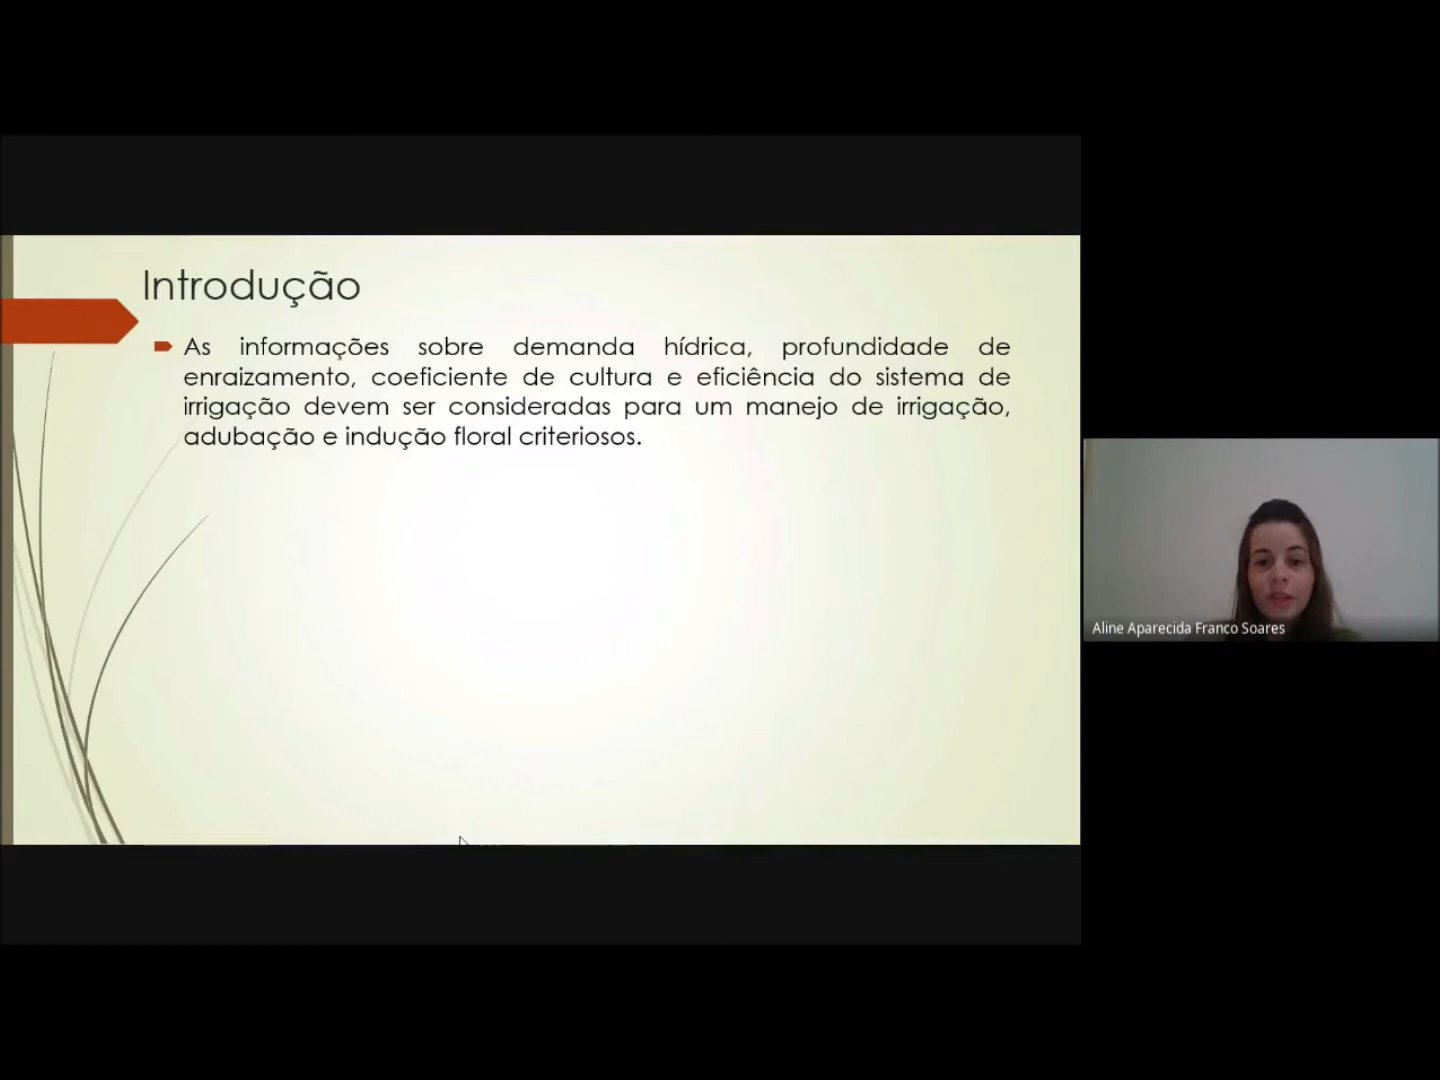 Introdução
As informações sobre demanda hídrica, profundidade de
enraizamento, coeficiente de cultura e eficiência do sistema de
irrigação devem ser consideradas para um manejo de irrigação,
adubação e indução floral criteriosos.
Aline Aparecida Franco Soares